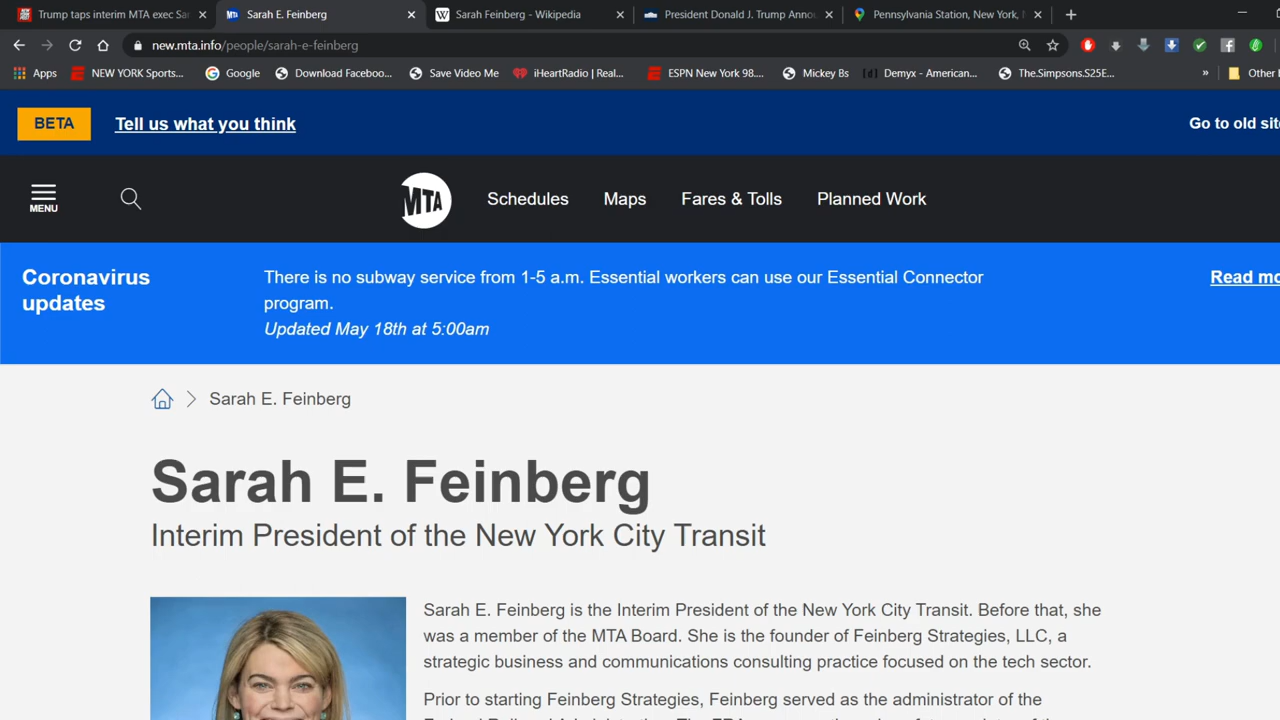 Trump taps interim MTA exec Sar
Sarah E. Feinberg
Sarah Feinberg - Wikipedia
President Donald J. Trump Anno
Pennsylvania Station, New York,
new.mta.info/people/sarah-e-feinberg
Apps
NEW YORK Sports...
Google
Download Faceboo...
Save Video Me
iHeartRadio | Real...
ESPN New York 98....
Mickey Bs
Demyx - American...
The.Simpsons.S25E...
»
Other b
BETA
Tell us what you think
Go to old site
MENU
MTA
Schedules
Maps
Fares & Tolls
Planned Work
Coronavirus
updates
There is no subway service from 1-5 a.m. Essential workers can use our Essential Connector
program.
Updated May 18th at 5:00am
Read mo
Sarah E. Feinberg
Sarah E. Feinberg
Interim President of the New York City Transit
Sarah E. Feinberg is the Interim President of the New York City Transit. Before that, she
was a member of the MTA Board. She is the founder of Feinberg Strategies, LLC, a
strategic business and communications consulting practice focused on the tech sector.
Prior to starting Feinberg Strategies, Feinberg served as the administrator of the